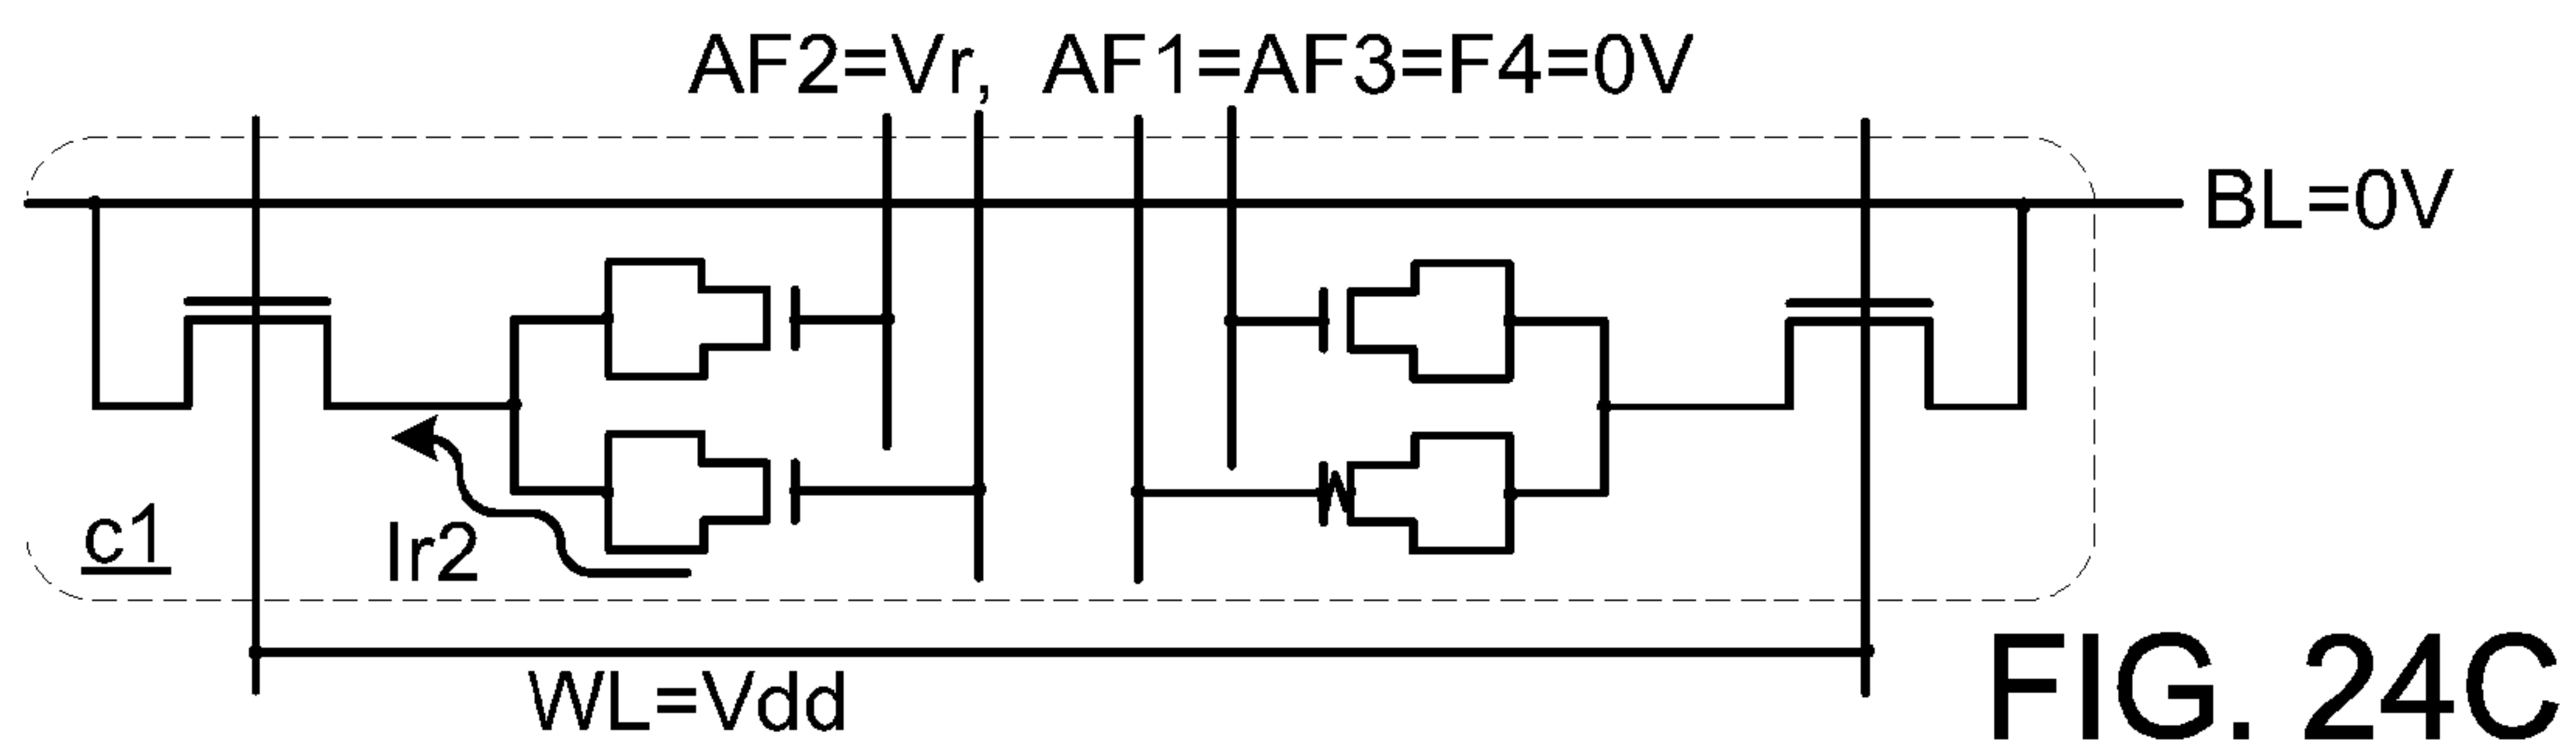 AF2=Vr, AF1=AF3=F4=0V
BL=0V
c1
Ir2
WL=Vdd
FIG. 24C